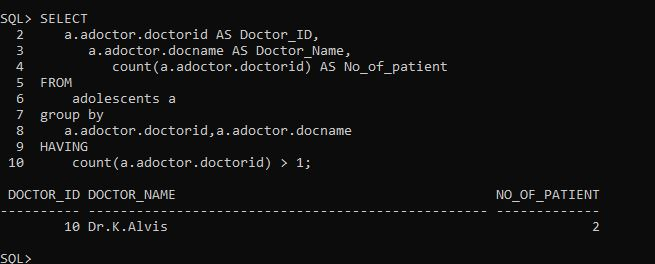 SQL> SELECT
  2     a.adoctor.doctorid AS Doctor_ID,
  3        a.adoctor.docname AS Doctor_Name,
  4           count(a.adoctor.doctorid) AS No_of_patient
  5  FROM
  6      adolescents a
  7  group by
  8     a.adoctor.doctorid,a.adoctor.docname
  9  HAVING
 10      count(a.adoctor.doctorid) > 1;
 DOCTOR_ID DOCTOR_NAME                                        NO_OF_PATIENT
---------- -------------------------------------------------- -------------
        10 Dr.K.Alvis                                                     2
SQL>